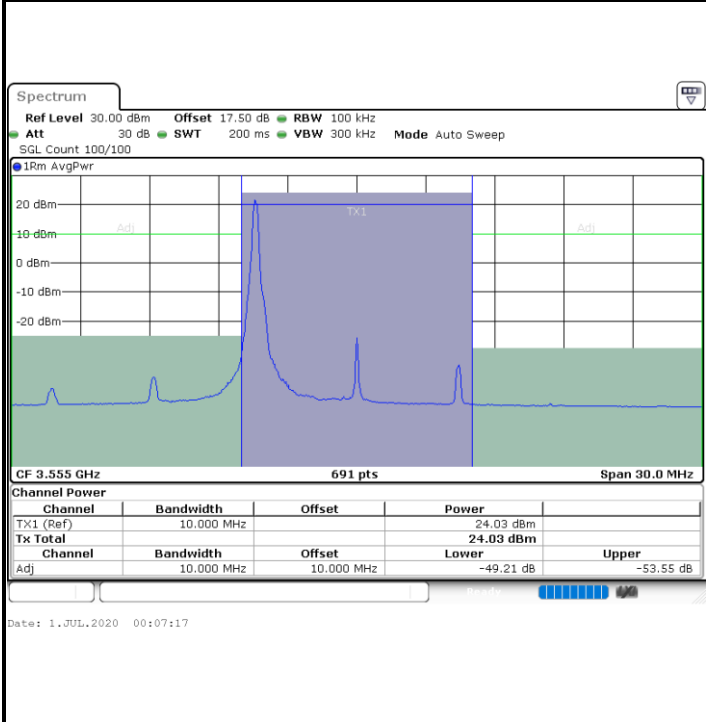 Spectrum
Ref Level 30.00 dBm Offset 17.50 dB RBW 100 kHz
Att 30 dB SWT 200 ms VBW 300 kHz Mode Auto Sweep
SGL Count 100/100
1Rm AvgPwr
20 dBm
TX1
Adj
Adj
10 dBm
0 dBm
-10 dBm
-20 dBm
CF 3.555 GHz 691 pts Span 30.0 MHz
Channel Power
Channel Bandwidth Offset Power
TX1 (Ref) 10.000 MHz 24.03 dBm
Tx Total 24.03 dBm
Channel Bandwidth Offset Lower Upper
Adj 10.000 MHz 10.000 MHz -49.21 dB -53.55 dB
Ready
Date: 1.JUL.2020 00:07:17